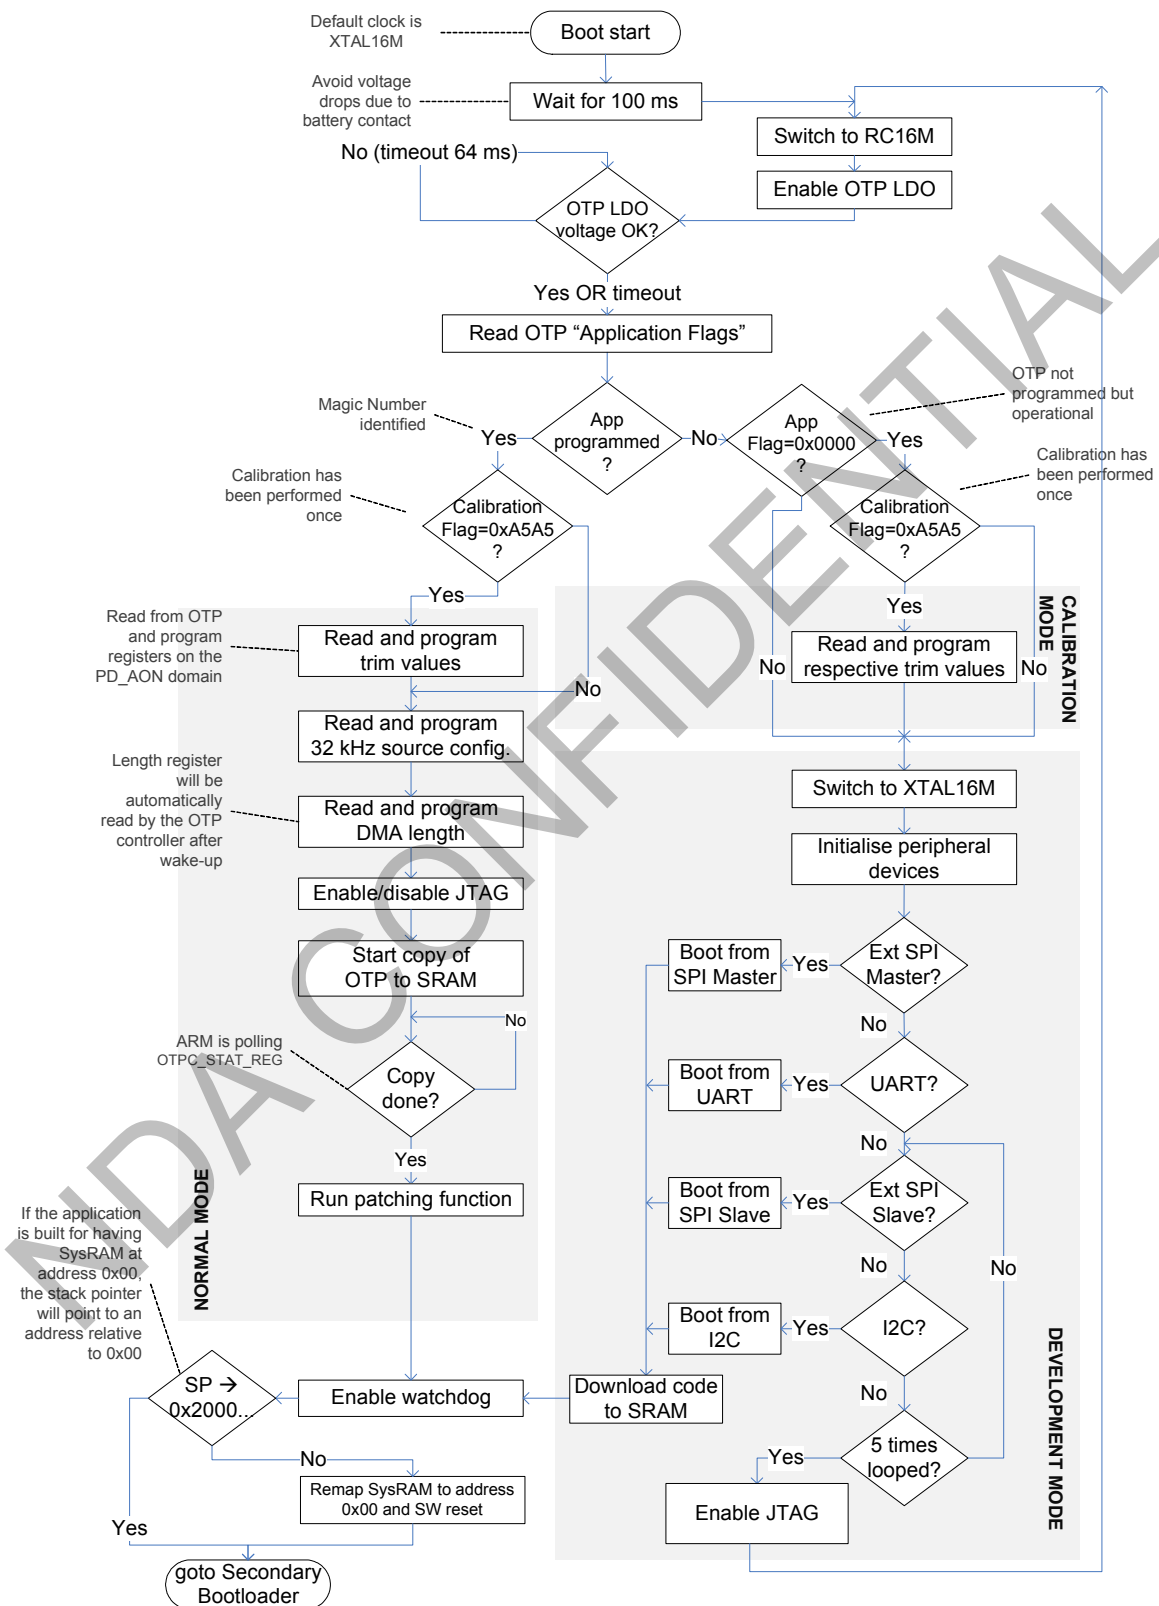 Default clock is
XTAL16M
Boot start
Avoid voltage
drops due to
battery contact
Wait for 100 ms
Switch to RC16M
No (timeout 64 ms)
Enable OTP LDO
OTP LDO
voltage OK?
Yes OR timeout
Read OTP “Application Flags”
OTP not
programmed but
operational
Magic Number
identified
Yes
App
programmed
?
No
App
Flag=0x0000
?
Yes
Calibration has
been performed
once
Calibration
Flag=0xA5A5
?
Calibration
Flag=0xA5A5
?
Calibration has
been performed
once
Yes
Yes
CALIBRATION
MODE
Read from OTP
and program
registers on the
PD_AON domain
Read and program
trim values
No
Read and program
respective trim values
No
No
Read and program
32 kHz source config.
Length register
will be
automatically
read by the OTP
controller after
wake-up
Read and program
DMA length
Switch to XTAL16M
Initialise peripheral
devices
Enable/disable JTAG
Start copy of
OTP to SRAM
Boot from
SPI Master
Yes
Ext SPI
Master?
No
No
ARM is polling
OTPC_STAT_REG
Copy
done?
Boot from
UART
Yes
UART?
No
Yes
Run patching function
Boot from
SPI Slave
Yes
Ext SPI
Slave?
No
No
NORMAL MODE
If the application
is built for having
SysRAM at
address 0x00,
the stack pointer
will point to an
address relative
to 0x00
Boot from
I2C
Yes
I2C?
No
DEVELOPMENT MODE
SP →
0x2000...
Enable watchdog
Download code
to SRAM
No
Yes
5 times
looped?
Remap SysRAM to address
0x00 and SW reset
Enable JTAG
Yes
goto Secondary
Bootloader
NDA CONFIDENTIAL